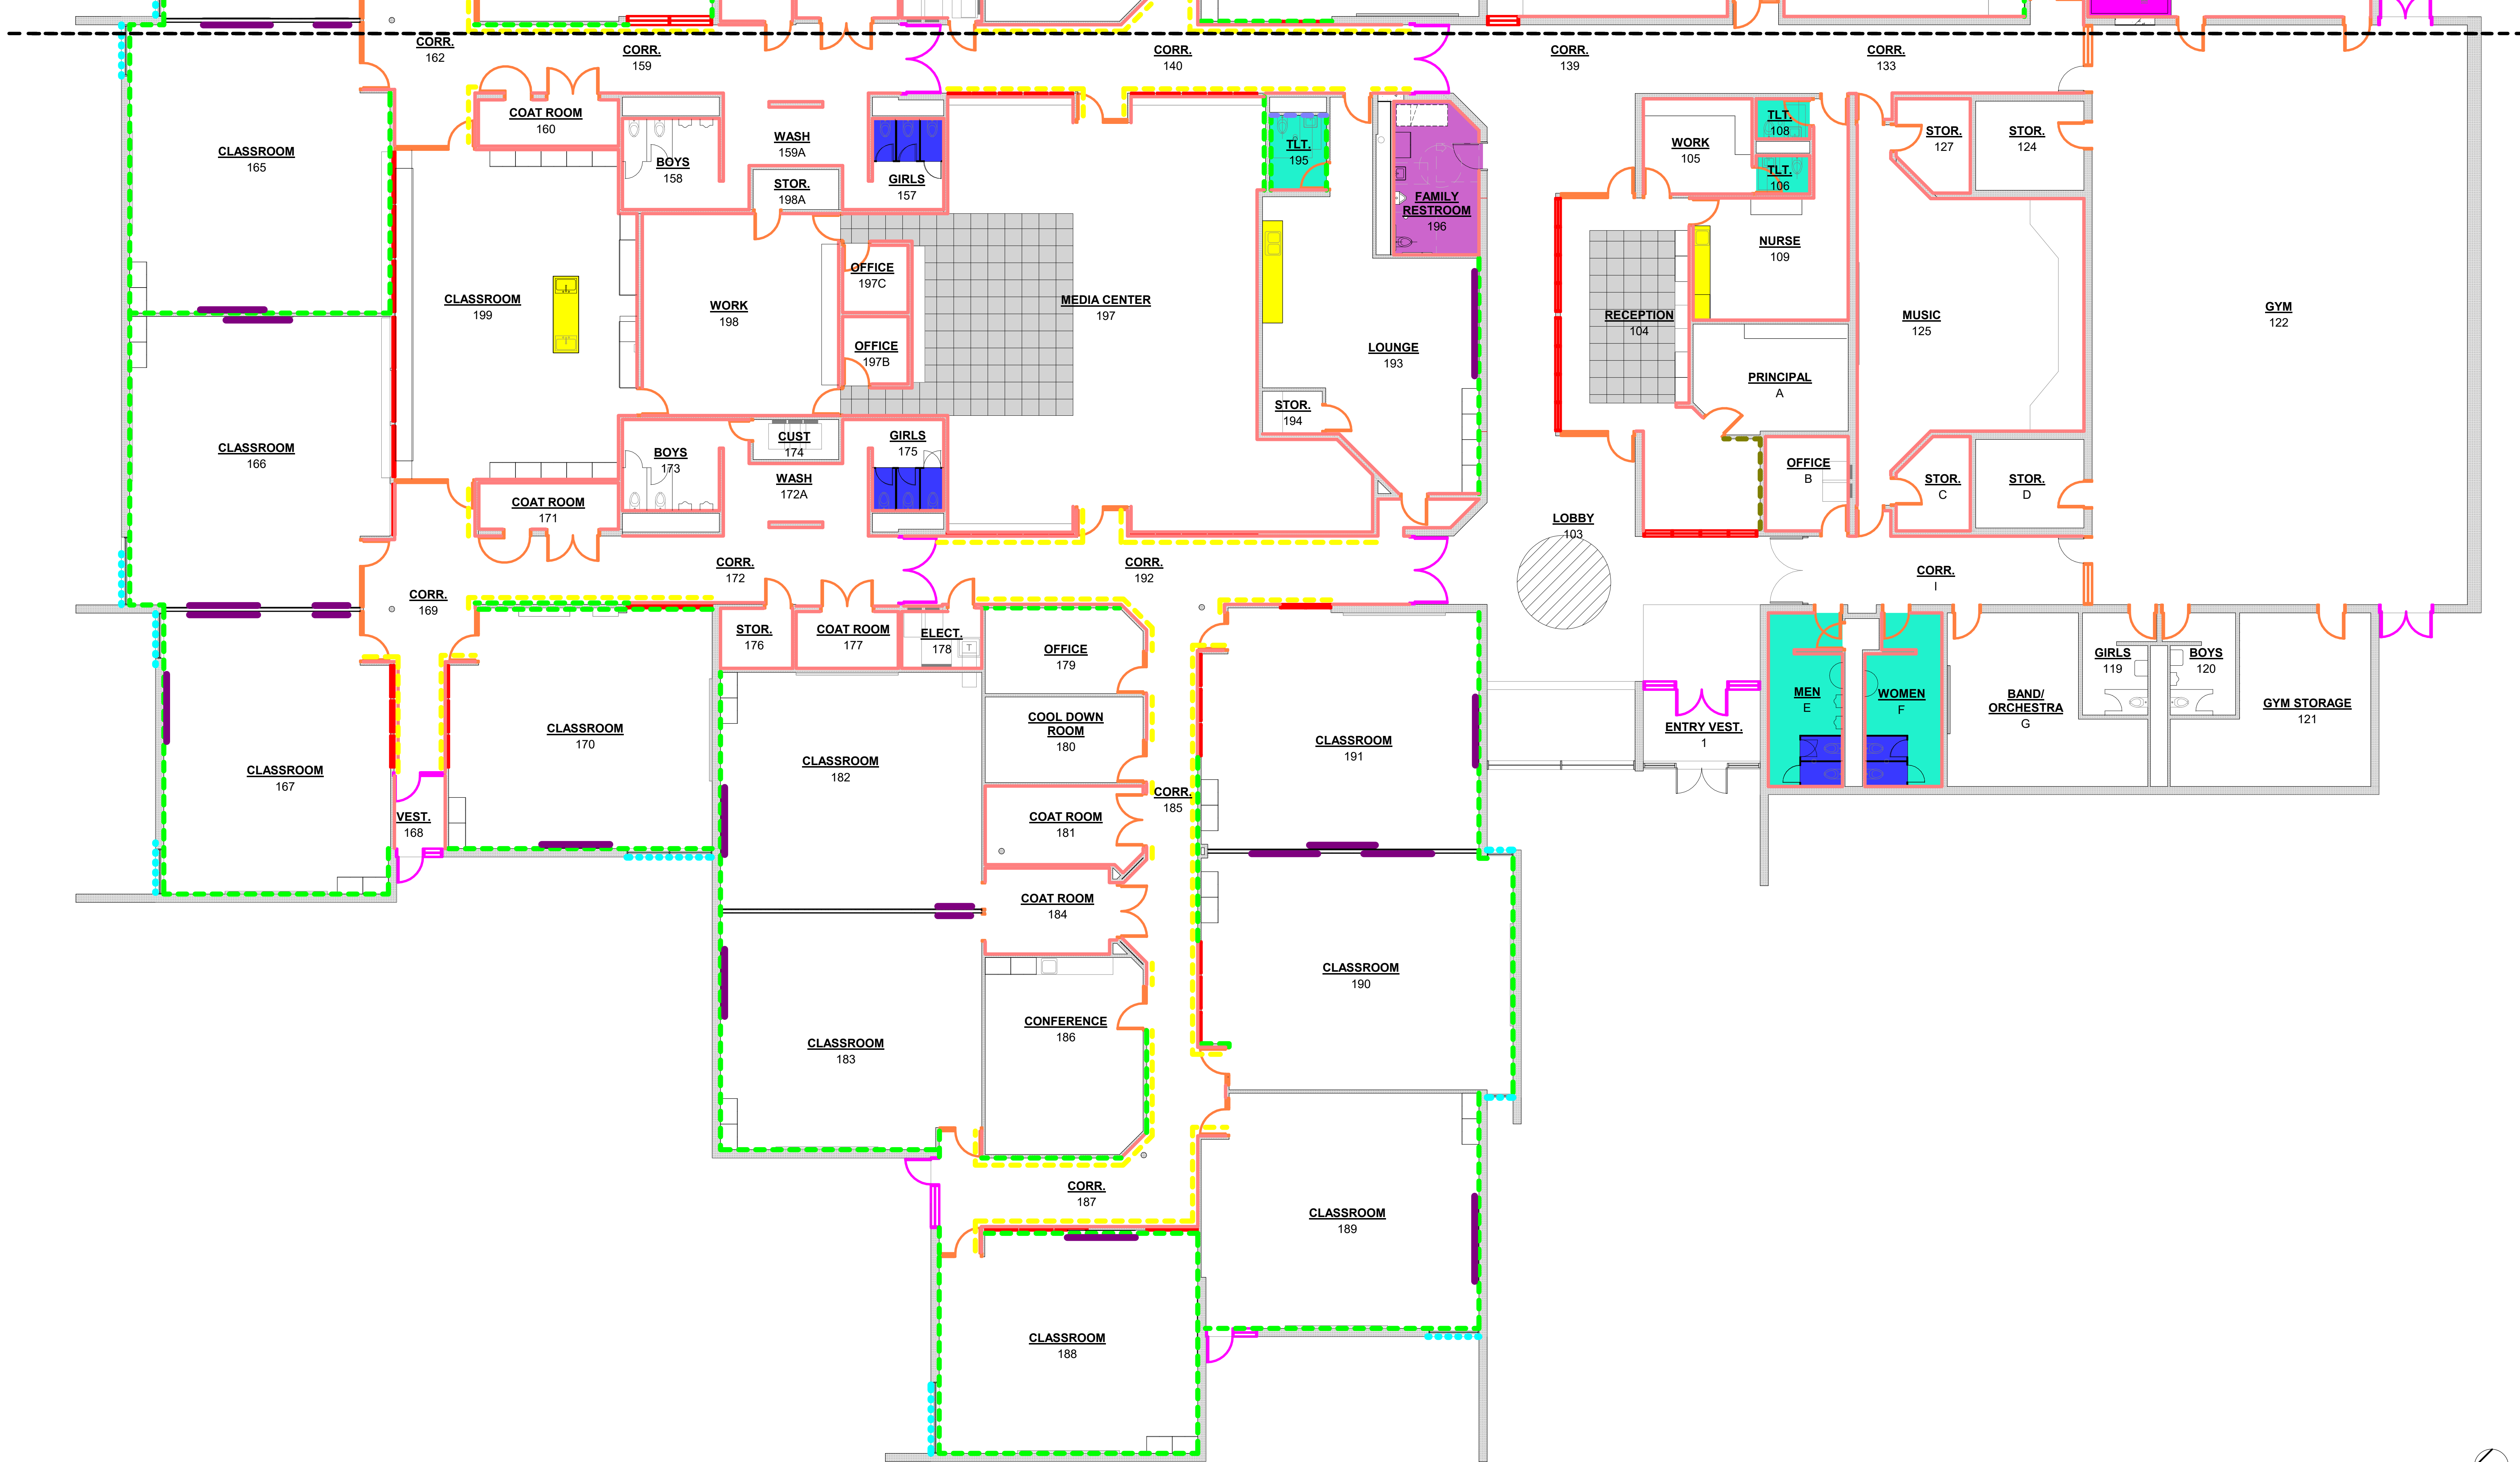 CORR.
162
CORR.
159
CORR.
140
CORR.
139
CORR.
133
COAT ROOM
160
WASH
159A
BOYS
158
GIRLS
157
STOR.
198A
TLT.
195
FAMILY
RESTROOM
196
WORK
105
TLT.
108
TLT.
106
STOR.
127
STOR.
124
CLASSROOM
165
CLASSROOM
199
WORK
198
OFFICE
197C
OFFICE
197B
MEDIA CENTER
197
LOUNGE
193
STOR.
194
RECEPTION
104
NURSE
109
PRINCIPAL
A
MUSIC
125
GYM
122
CLASSROOM
166
COAT ROOM
171
BOYS
173
CUST
174
WASH
172A
GIRLS
175
OFFICE
B
STOR.
C
STOR.
D
LOBBY
103
CORR.
172
CORR.
192
CORR.
I
CORR.
169
STOR.
176
COAT ROOM
177
ELECT.
178
T
OFFICE
179
COOL DOWN
ROOM
180
COAT ROOM
181
CORR.
185
COAT ROOM
184
CONFERENCE
186
CLASSROOM
167
VEST.
168
CLASSROOM
170
CLASSROOM
182
CLASSROOM
183
CLASSROOM
191
CLASSROOM
190
ENTRY VEST.
1
MEN
E
WOMEN
F
BAND/
ORCHESTRA
G
GIRLS
119
BOYS
120
GYM STORAGE
121
CORR.
187
CLASSROOM
189
CLASSROOM
188